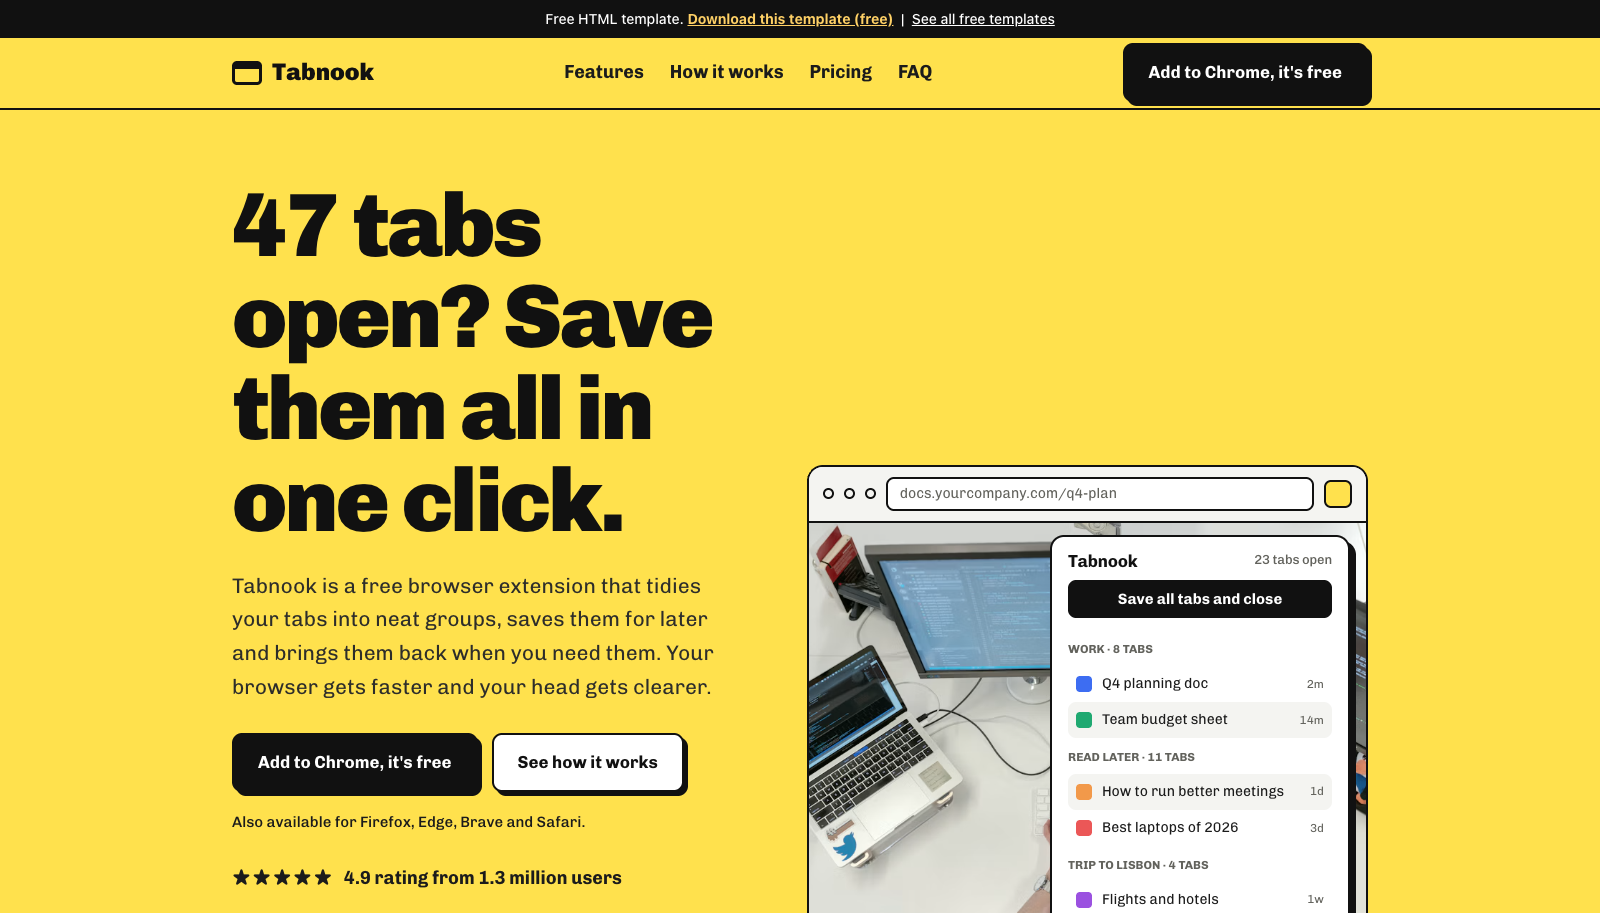 Free HTML template. Download this template (free) | See all free templates
Tabnook
Features How it works Pricing FAQ
Add to Chrome, it's free
47 tabs
open? Save
them all in
one click.
Tabnook is a free browser extension that tidies
your tabs into neat groups, saves them for later
and brings them back when you need them. Your
browser gets faster and your head gets clearer.
Add to Chrome, it's free
See how it works
Also available for Firefox, Edge, Brave and Safari.
4.9 rating from 1.3 million users
docs.yourcompany.com/q4-plan
Tabnook 23 tabs open
Save all tabs and close
WORK · 8 TABS
Q4 planning doc 2m
Team budget sheet 14m
READ LATER · 11 TABS
How to run better meetings 1d
Best laptops of 2026 3d
TRIP TO LISBON · 4 TABS
Flights and hotels 1w